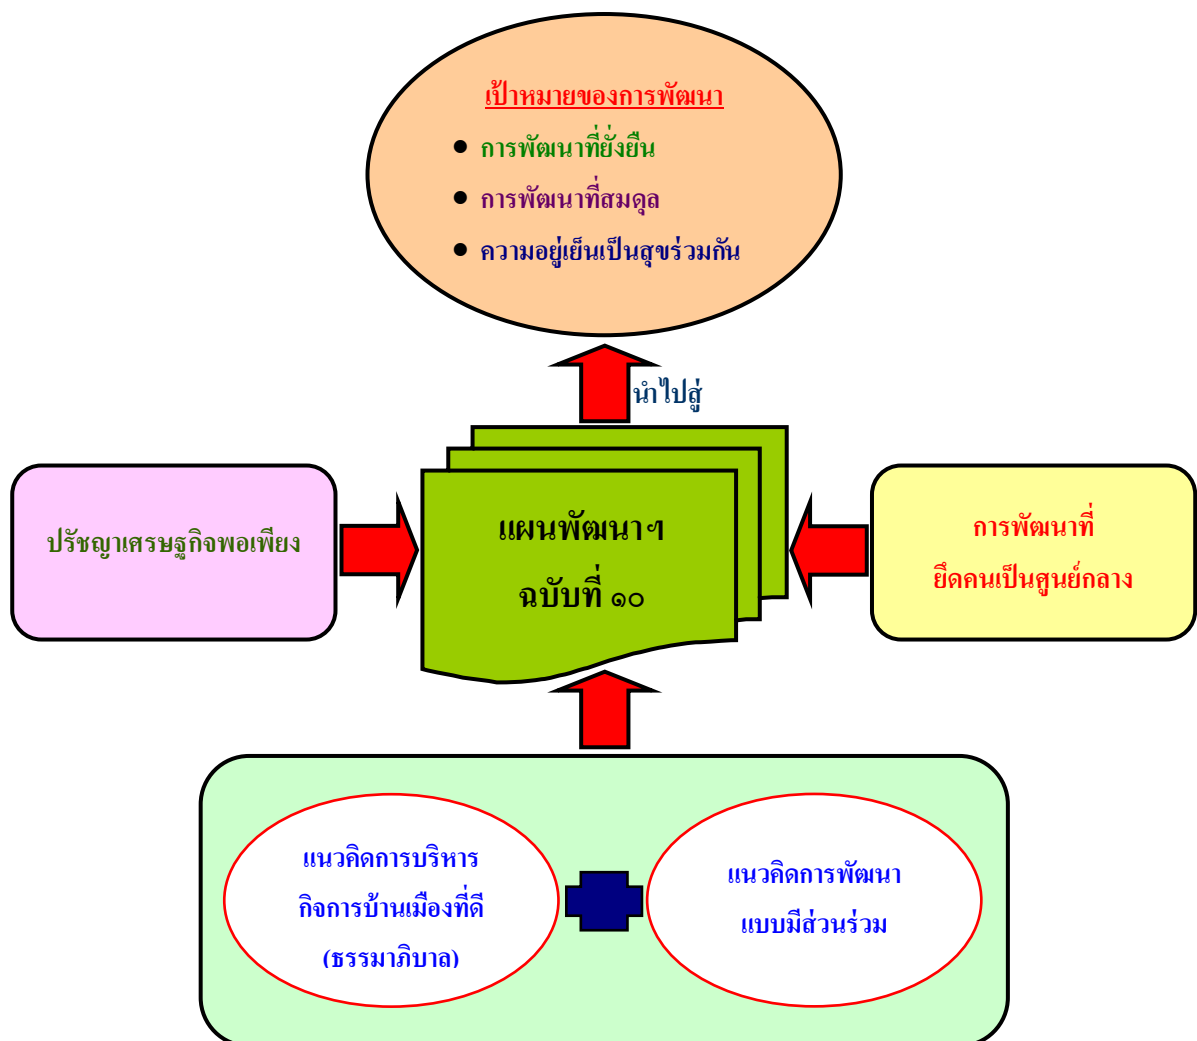 เป้าหมายของการพัฒนา
● การพัฒนาที่ยั่งยืน
● การพัฒนาที่สมดุล
● ความอยู่เย็นเป็นสุขร่วมกัน
นำไปสู่
ปรัชญาเศรษฐกิจพอเพียง
แผนพัฒนาฯ
ฉบับที่ ๑๐
การพัฒนาที่
ยึดคนเป็นศูนย์กลาง
แนวคิดการบริหาร
กิจการบ้านเมืองที่ดี
(ธรรมาภิบาล)
แนวคิดการพัฒนา
แบบมีส่วนร่วม